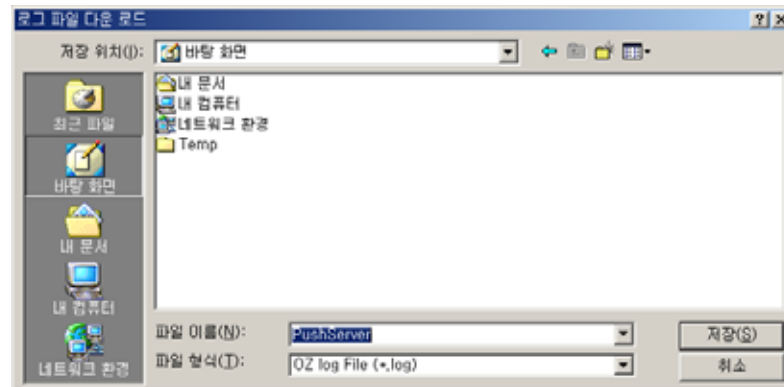 로그 파일 다운 로드
저장 위치(I): 바탕 화면
최근 파일
바탕 화면
내 문서
내 컴퓨터
네트워크 환경
내 문서
내 컴퓨터
네트워크 환경
Temp
파일 이름(N): PushServer 저장(S)
파일 형식(T): OZ log File (*.log) 취소